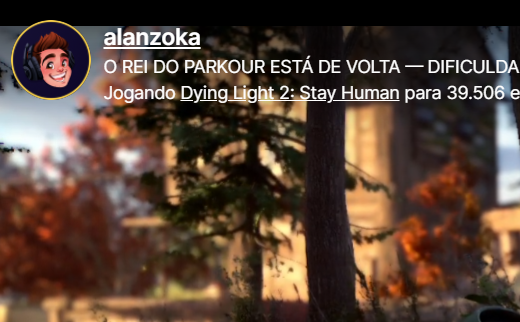 alanzoka
O REI DO PARKOUR ESTÁ DE VOLTA — DIFICULDA
Jogando Dying Light 2: Stay Human para 39.506 e